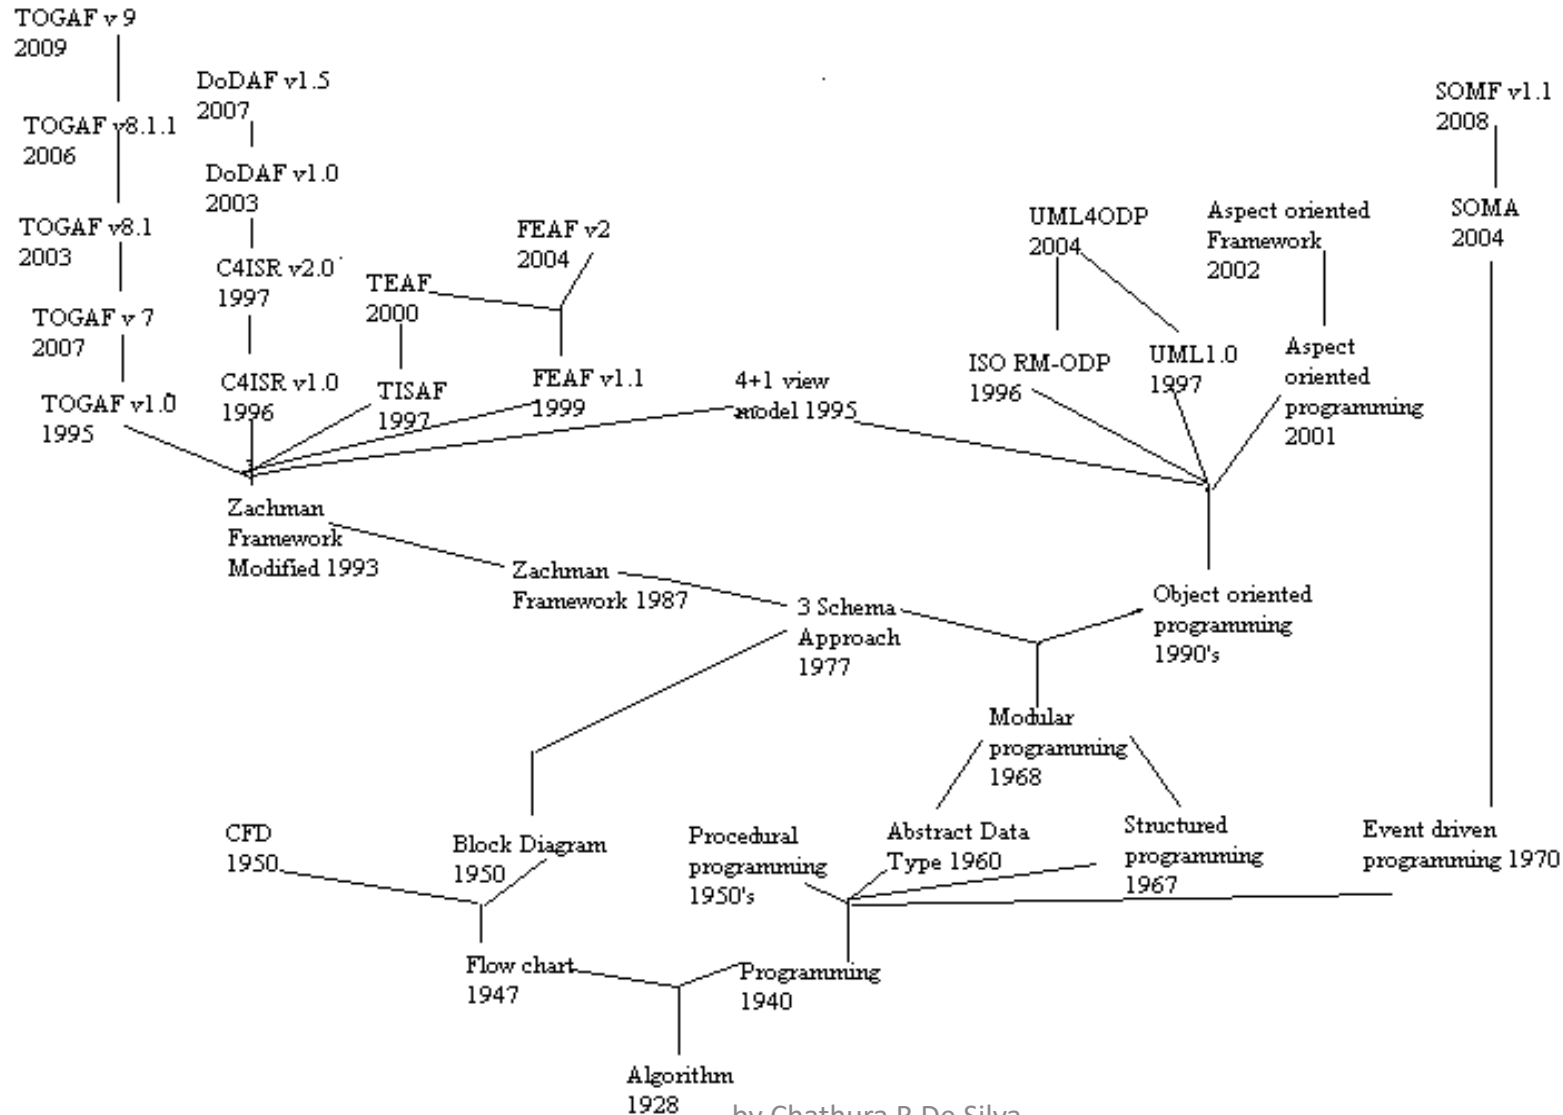 TOGAF v 9
2009
DoDAF v1.5
2007
SOMF v1.1
2008
TOGAF v8.1.1
2006
DoDAF v1.0
2003
TOGAF v8.1
2003
FEAF v2
2004
UML4ODP
2004
Aspect oriented
Framework
2002
SOMA
2004
C4ISR v2.0
1997
TEAF
2000
TOGAF v 7
2007
ISO RM-ODP
1996
UML1.0
1997
Aspect
oriented
programming
2001
TOGAF v1.0
1995
C4ISR v1.0
1996
TISAF
1997
FEAF v1.1
1999
4+1 view
model 1995
Zachman
Framework
Modified 1993
Zachman
Framework 1987
3 Schema
Approach
1977
Object oriented
programming
1990's
Modular
programming
1968
CFD
1950
Block Diagram
1950
Procedural
programming
1950's
Abstract Data
Type 1960
Structured
programming
1967
Event driven
programming 1970
Flow chart
1947
Programming
1940
Algorithm
1928
by Chathura R De Silva